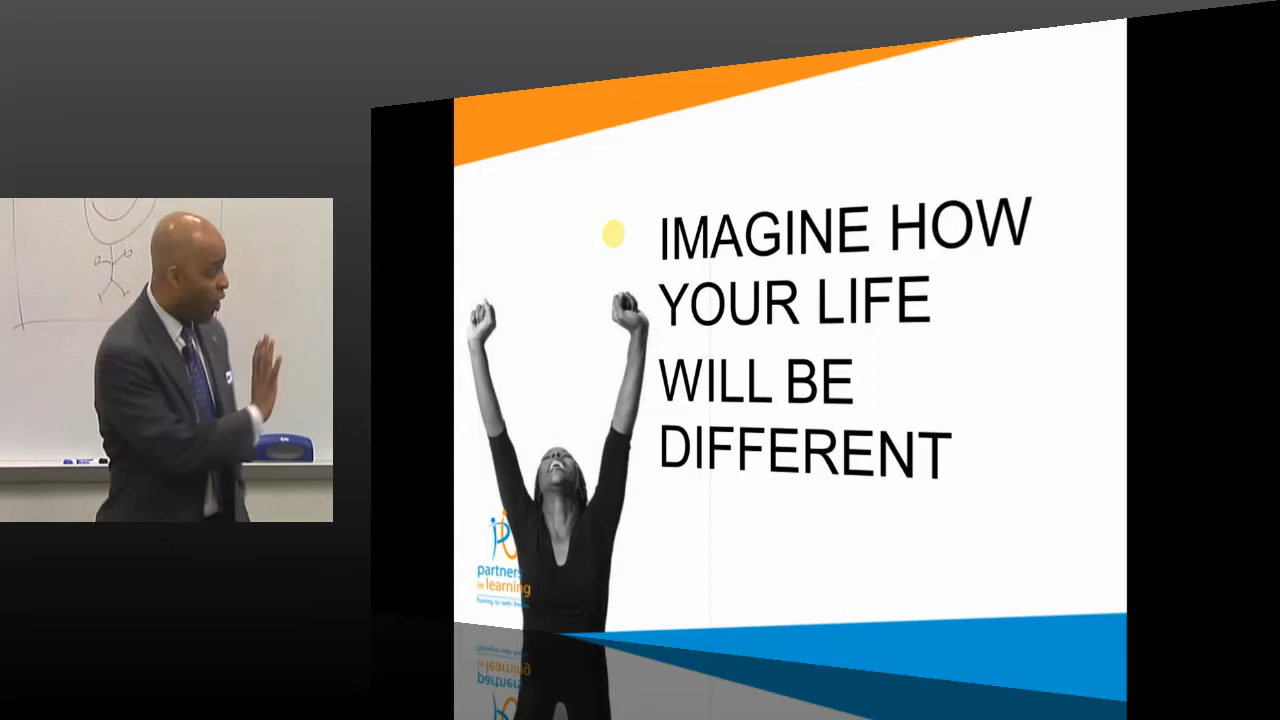 IMAGINE HOW
YOUR LIFE
WILL BE
DIFFERENT
partners
in learning